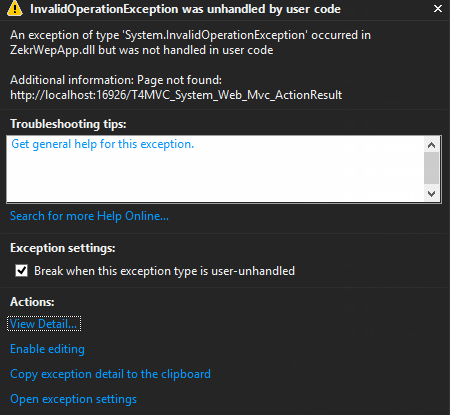 InvalidOperationException was unhandled by user code
An exception of type 'System.InvalidOperationException' occurred in
ZekrWepApp.dll but was not handled in user code
Additional information: Page not found:
http://localhost:16926/T4MVC_System_Web_Mvc_ActionResult
Troubleshooting tips:
Get general help for this exception.
Search for more Help Online...
Exception settings:
Break when this exception type is user-unhandled
Actions:
View Detail...
Enable editing
Copy exception detail to the clipboard
Open exception settings